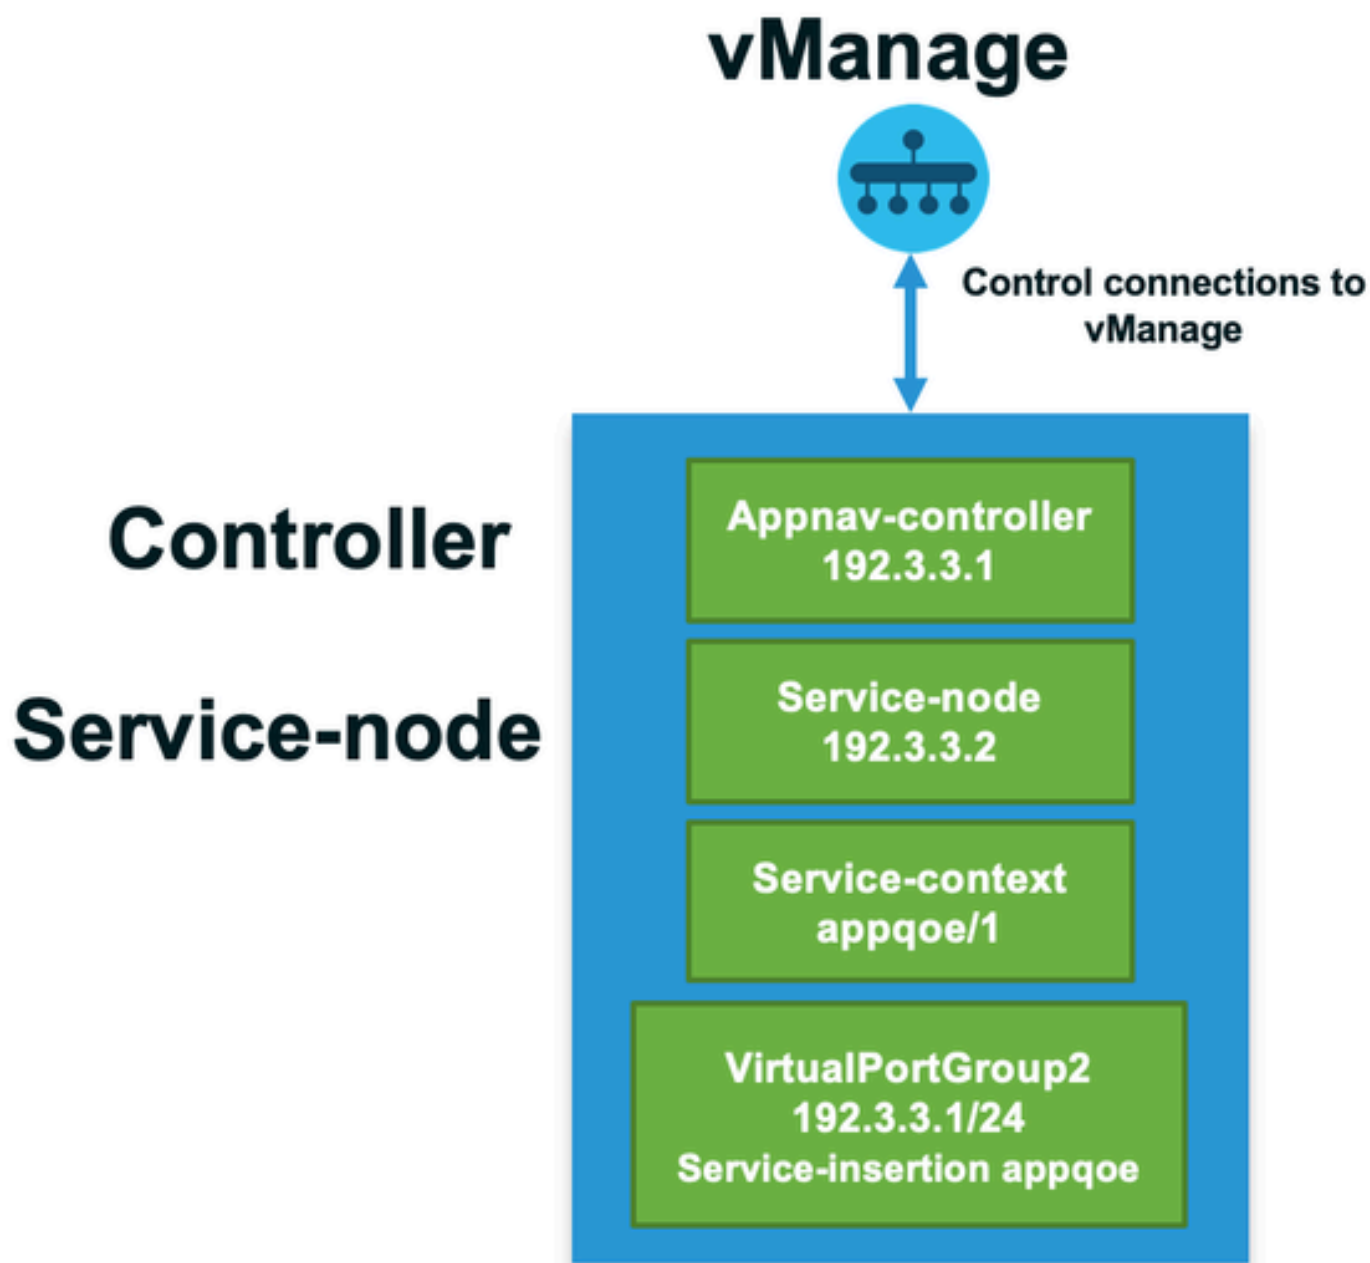 vManage
Control connections to
vManage
Controller
Appnav-controller
192.3.3.1
Service-node
Service-node
192.3.3.2
Service-context
appqoe/1
VirtualPortGroup2
192.3.3.1/24
Service-insertion appqoe